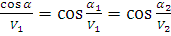 cos α / V₁ = cos α₁ / V₁ = cos α₂ / V₂